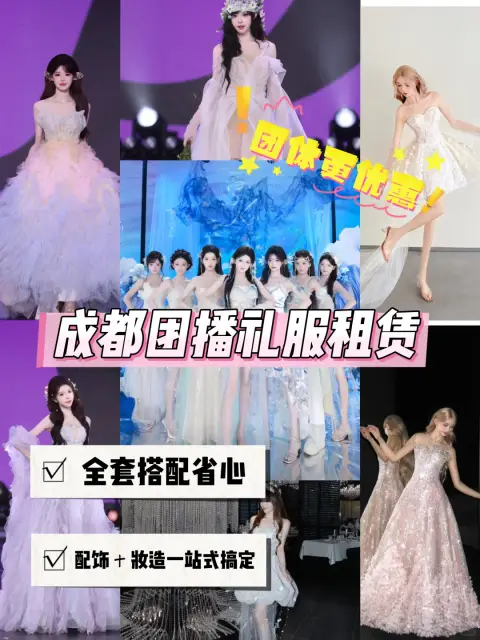 ！团体更优惠！
成都团播礼服租赁
全套搭配省心
配饰+妝造一站式搞定